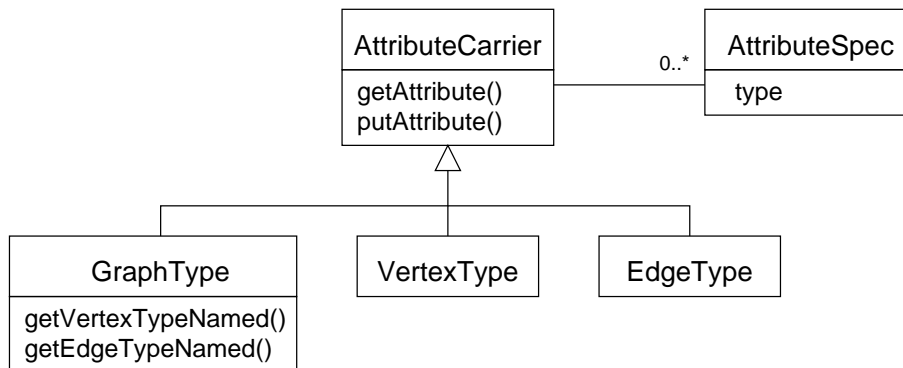 AttributeCarrier
getAttribute()
putAttribute()
0..*
AttributeSpec
type
GraphType
getVertexTypeNamed()
getEdgeTypeNamed()
VertexType
EdgeType